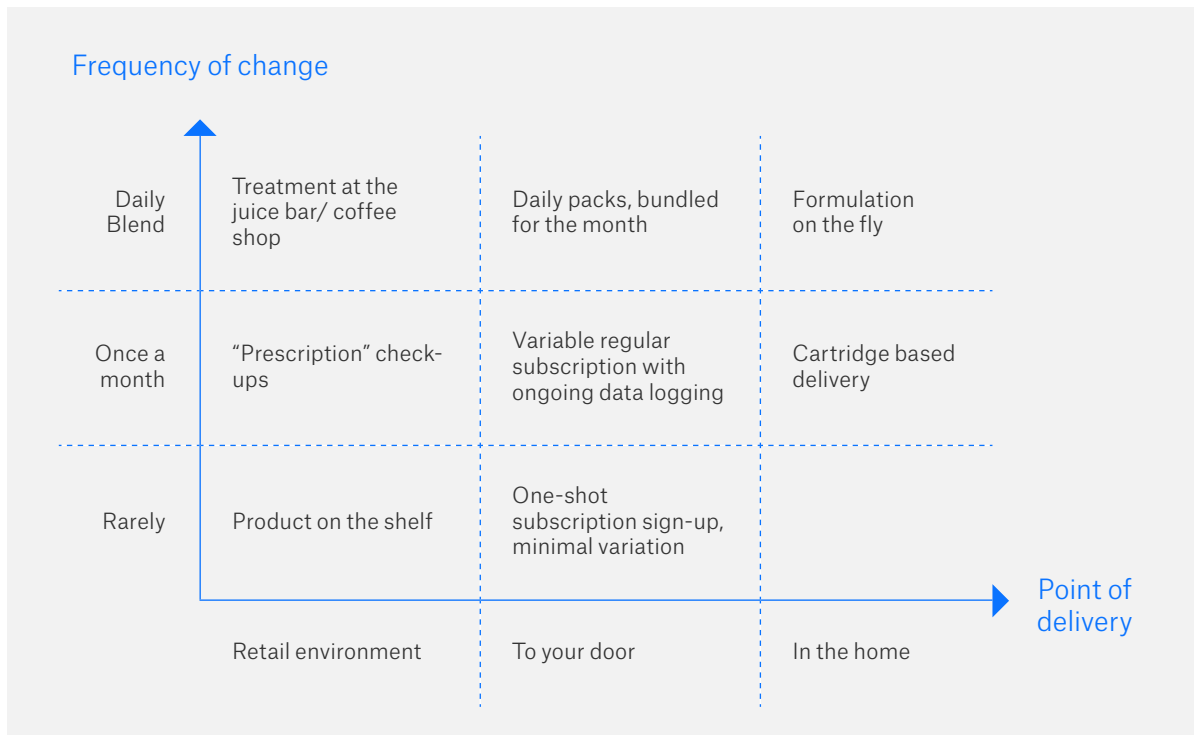 Frequency of change
Daily
Blend
Treatment at the
juice bar/ coffee
shop
Daily packs, bundled
for the month
Formulation
on the fly
Once a
month
“Prescription” check-
ups
Variable regular
subscription with
ongoing data logging
Cartridge based
delivery
Rarely
Product on the shelf
One-shot
subscription sign-up,
minimal variation
Point of
delivery
Retail environment
To your door
In the home